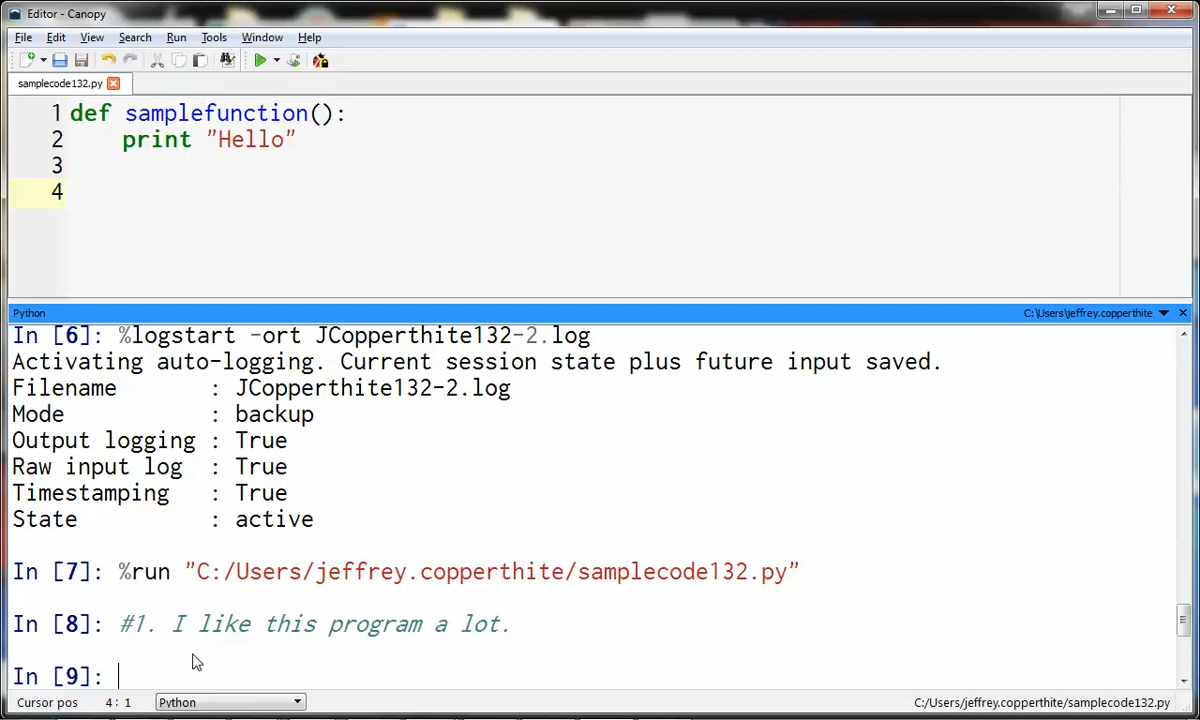 Editor - Canopy
File Edit View Search Run Tools Window Help
samplecode132.py
1 def samplefunction():
2     print "Hello"
3
4
Python C:\Users\jeffrey.copperthite
In [6]: %logstart -ort JCopperthite132-2.log
Activating auto-logging. Current session state plus future input saved.
Filename : JCopperthite132-2.log
Mode : backup
Output logging : True
Raw input log : True
Timestamping : True
State : active
In [7]: %run "C:/Users/jeffrey.copperthite/samplecode132.py"
In [8]: #1. I like this program a lot.
In [9]:
Cursor pos 4: 1 Python C:/Users/jeffrey.copperthite/samplecode132.py